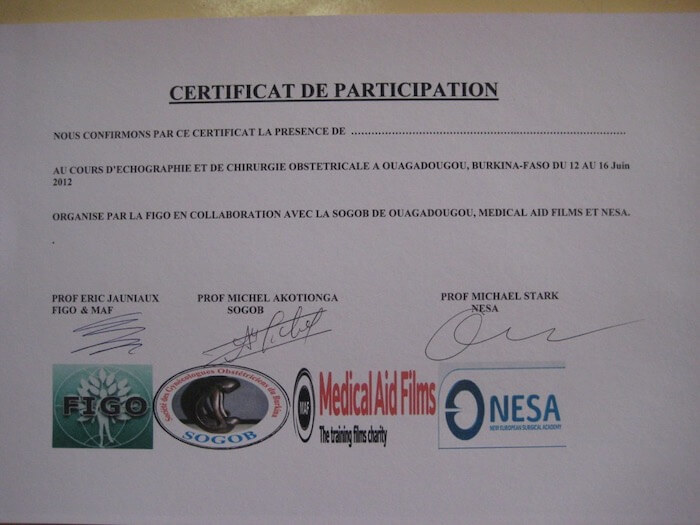 CERTIFICAT DE PARTICIPATION
NOUS CONFIRMONS PAR CE CERTIFICAT LA PRESENCE DE ..........................................................................
AU COURS D'ECHOGRAPHIE ET DE CHIRURGIE OBSTETRICALE A OUAGADOUGOU, BURKINA-FASO DU 12 AU 16 Juin
2012
ORGANISE PAR LA FIGO EN COLLABORATION AVEC LA SOGOB DE OUAGADOUGOU, MEDICAL AID FILMS ET NESA.
.
PROF ERIC JAUNIAUX
FIGO & MAF
PROF MICHEL AKOTIONGA
SOGOB
PROF MICHAEL STARK
NESA
FIGO
Société des Gynécologues Obstétriciens du Burkina
SOGOB
MAF
Medical Aid Films
The training films charity
NESA
NEW EUROPEAN SURGICAL ACADEMY